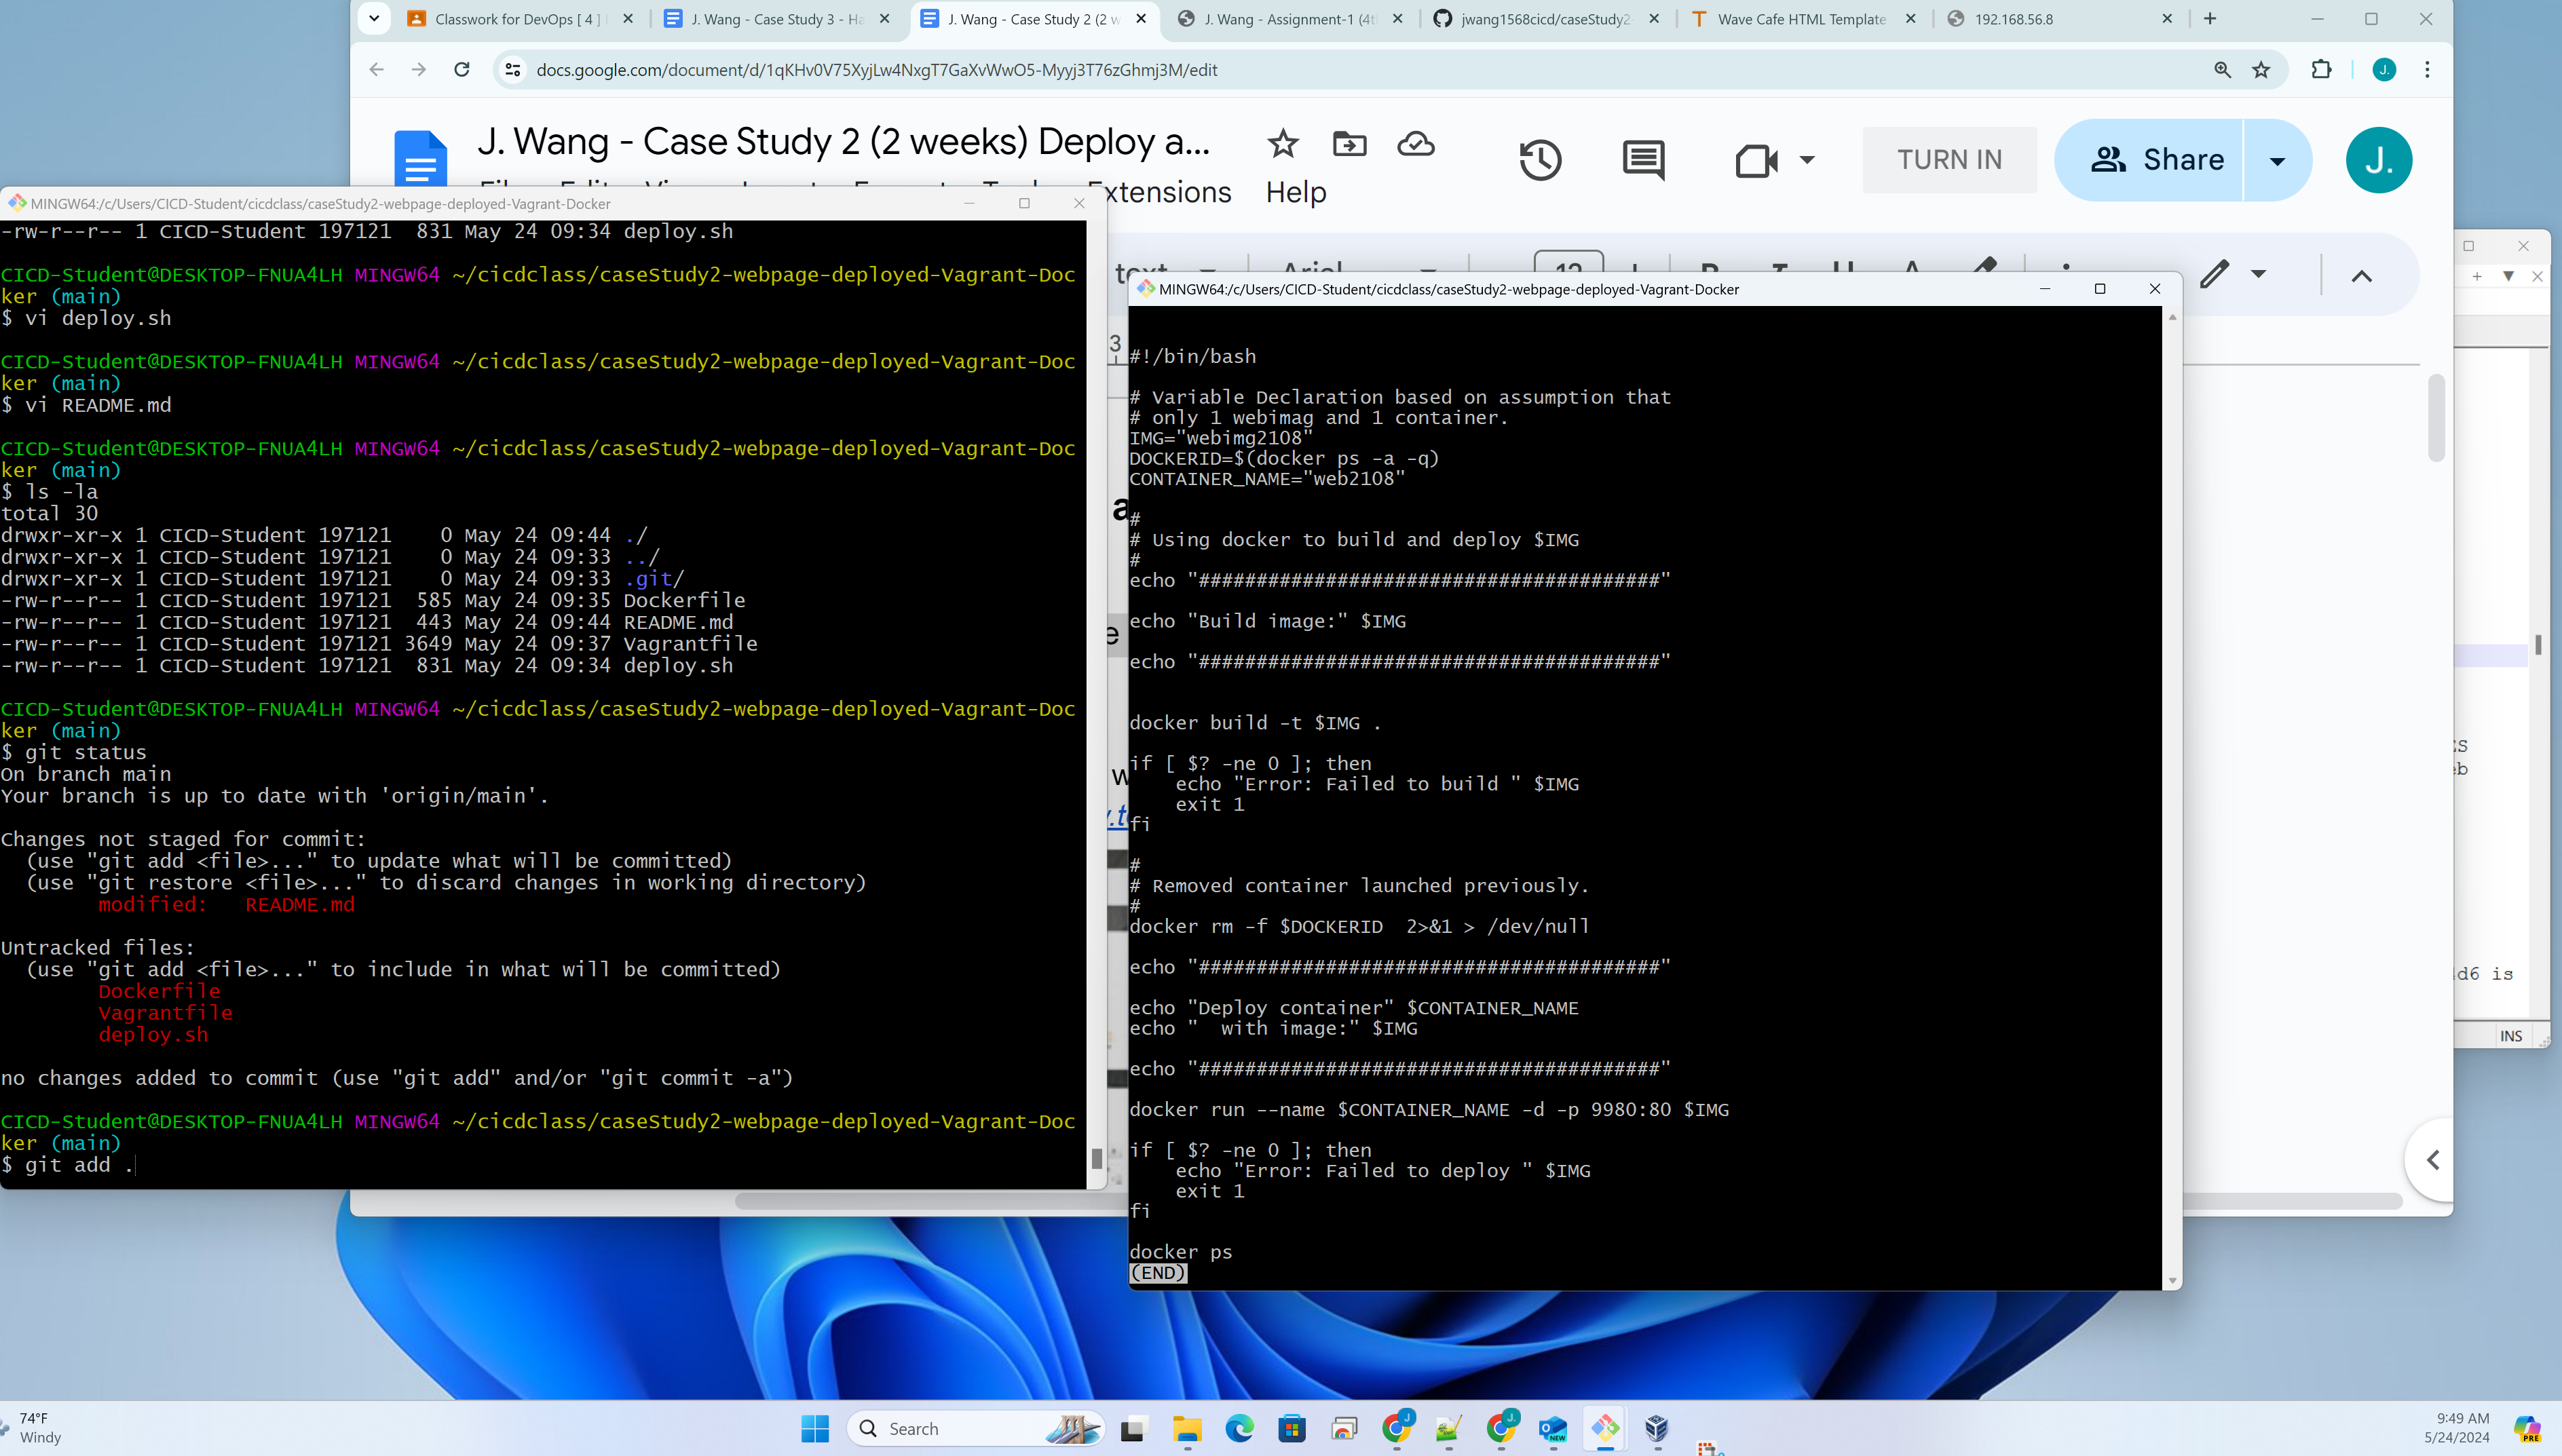 Classwork for DevOps [ 4 ]
J. Wang - Case Study 3 - Ha
J. Wang - Case Study 2 (2 w
J. Wang - Assignment-1 (4t
jwang1568cicd/caseStudy2-
Wave Cafe HTML Template
192.168.56.8
docs.google.com/document/d/1qKHv0V75XyjLw4NxgT7GaXvWwO5-Myyj3T76zGhmj3M/edit
J.
J. Wang - Case Study 2 (2 weeks) Deploy a...
TURN IN
Share
J.
Extensions
Help
MINGW64:/c/Users/CICD-Student/cicdclass/caseStudy2-webpage-deployed-Vagrant-Docker
-rw-r--r-- 1 CICD-Student 197121  831 May 24 09:34 deploy.sh
CICD-Student@DESKTOP-FNUA4LH MINGW64 ~/cicdclass/caseStudy2-webpage-deployed-Vagrant-Doc
ker (main)
$ vi deploy.sh
CICD-Student@DESKTOP-FNUA4LH MINGW64 ~/cicdclass/caseStudy2-webpage-deployed-Vagrant-Doc
ker (main)
$ vi README.md
CICD-Student@DESKTOP-FNUA4LH MINGW64 ~/cicdclass/caseStudy2-webpage-deployed-Vagrant-Doc
ker (main)
$ ls -la
total 30
drwxr-xr-x 1 CICD-Student 197121    0 May 24 09:44 ./
drwxr-xr-x 1 CICD-Student 197121    0 May 24 09:33 ../
drwxr-xr-x 1 CICD-Student 197121    0 May 24 09:33 .git/
-rw-r--r-- 1 CICD-Student 197121  585 May 24 09:35 Dockerfile
-rw-r--r-- 1 CICD-Student 197121  443 May 24 09:44 README.md
-rw-r--r-- 1 CICD-Student 197121 3649 May 24 09:37 Vagrantfile
-rw-r--r-- 1 CICD-Student 197121  831 May 24 09:34 deploy.sh
CICD-Student@DESKTOP-FNUA4LH MINGW64 ~/cicdclass/caseStudy2-webpage-deployed-Vagrant-Doc
ker (main)
$ git status
On branch main
Your branch is up to date with 'origin/main'.
Changes not staged for commit:
  (use "git add <file>..." to update what will be committed)
  (use "git restore <file>..." to discard changes in working directory)
        modified:   README.md
Untracked files:
  (use "git add <file>..." to include in what will be committed)
        Dockerfile
        Vagrantfile
        deploy.sh
no changes added to commit (use "git add" and/or "git commit -a")
CICD-Student@DESKTOP-FNUA4LH MINGW64 ~/cicdclass/caseStudy2-webpage-deployed-Vagrant-Doc
ker (main)
$ git add .
MINGW64:/c/Users/CICD-Student/cicdclass/caseStudy2-webpage-deployed-Vagrant-Docker
#!/bin/bash
# Variable Declaration based on assumption that
# only 1 webimag and 1 container.
IMG="webimg2108"
DOCKERID=$(docker ps -a -q)
CONTAINER_NAME="web2108"
#
# Using docker to build and deploy $IMG
#
echo "########################################"
echo "Build image:" $IMG
echo "########################################"
docker build -t $IMG .
if [ $? -ne 0 ]; then
    echo "Error: Failed to build " $IMG
    exit 1
fi
#
# Removed container launched previously.
#
docker rm -f $DOCKERID  2>&1 > /dev/null
echo "########################################"
echo "Deploy container" $CONTAINER_NAME
echo "  with image:" $IMG
echo "########################################"
docker run --name $CONTAINER_NAME -d -p 9980:80 $IMG
if [ $? -ne 0 ]; then
    echo "Error: Failed to deploy " $IMG
    exit 1
fi
docker ps
(END)
d6 is
INS
74°F
Windy
Search
9:49 AM
5/24/2024